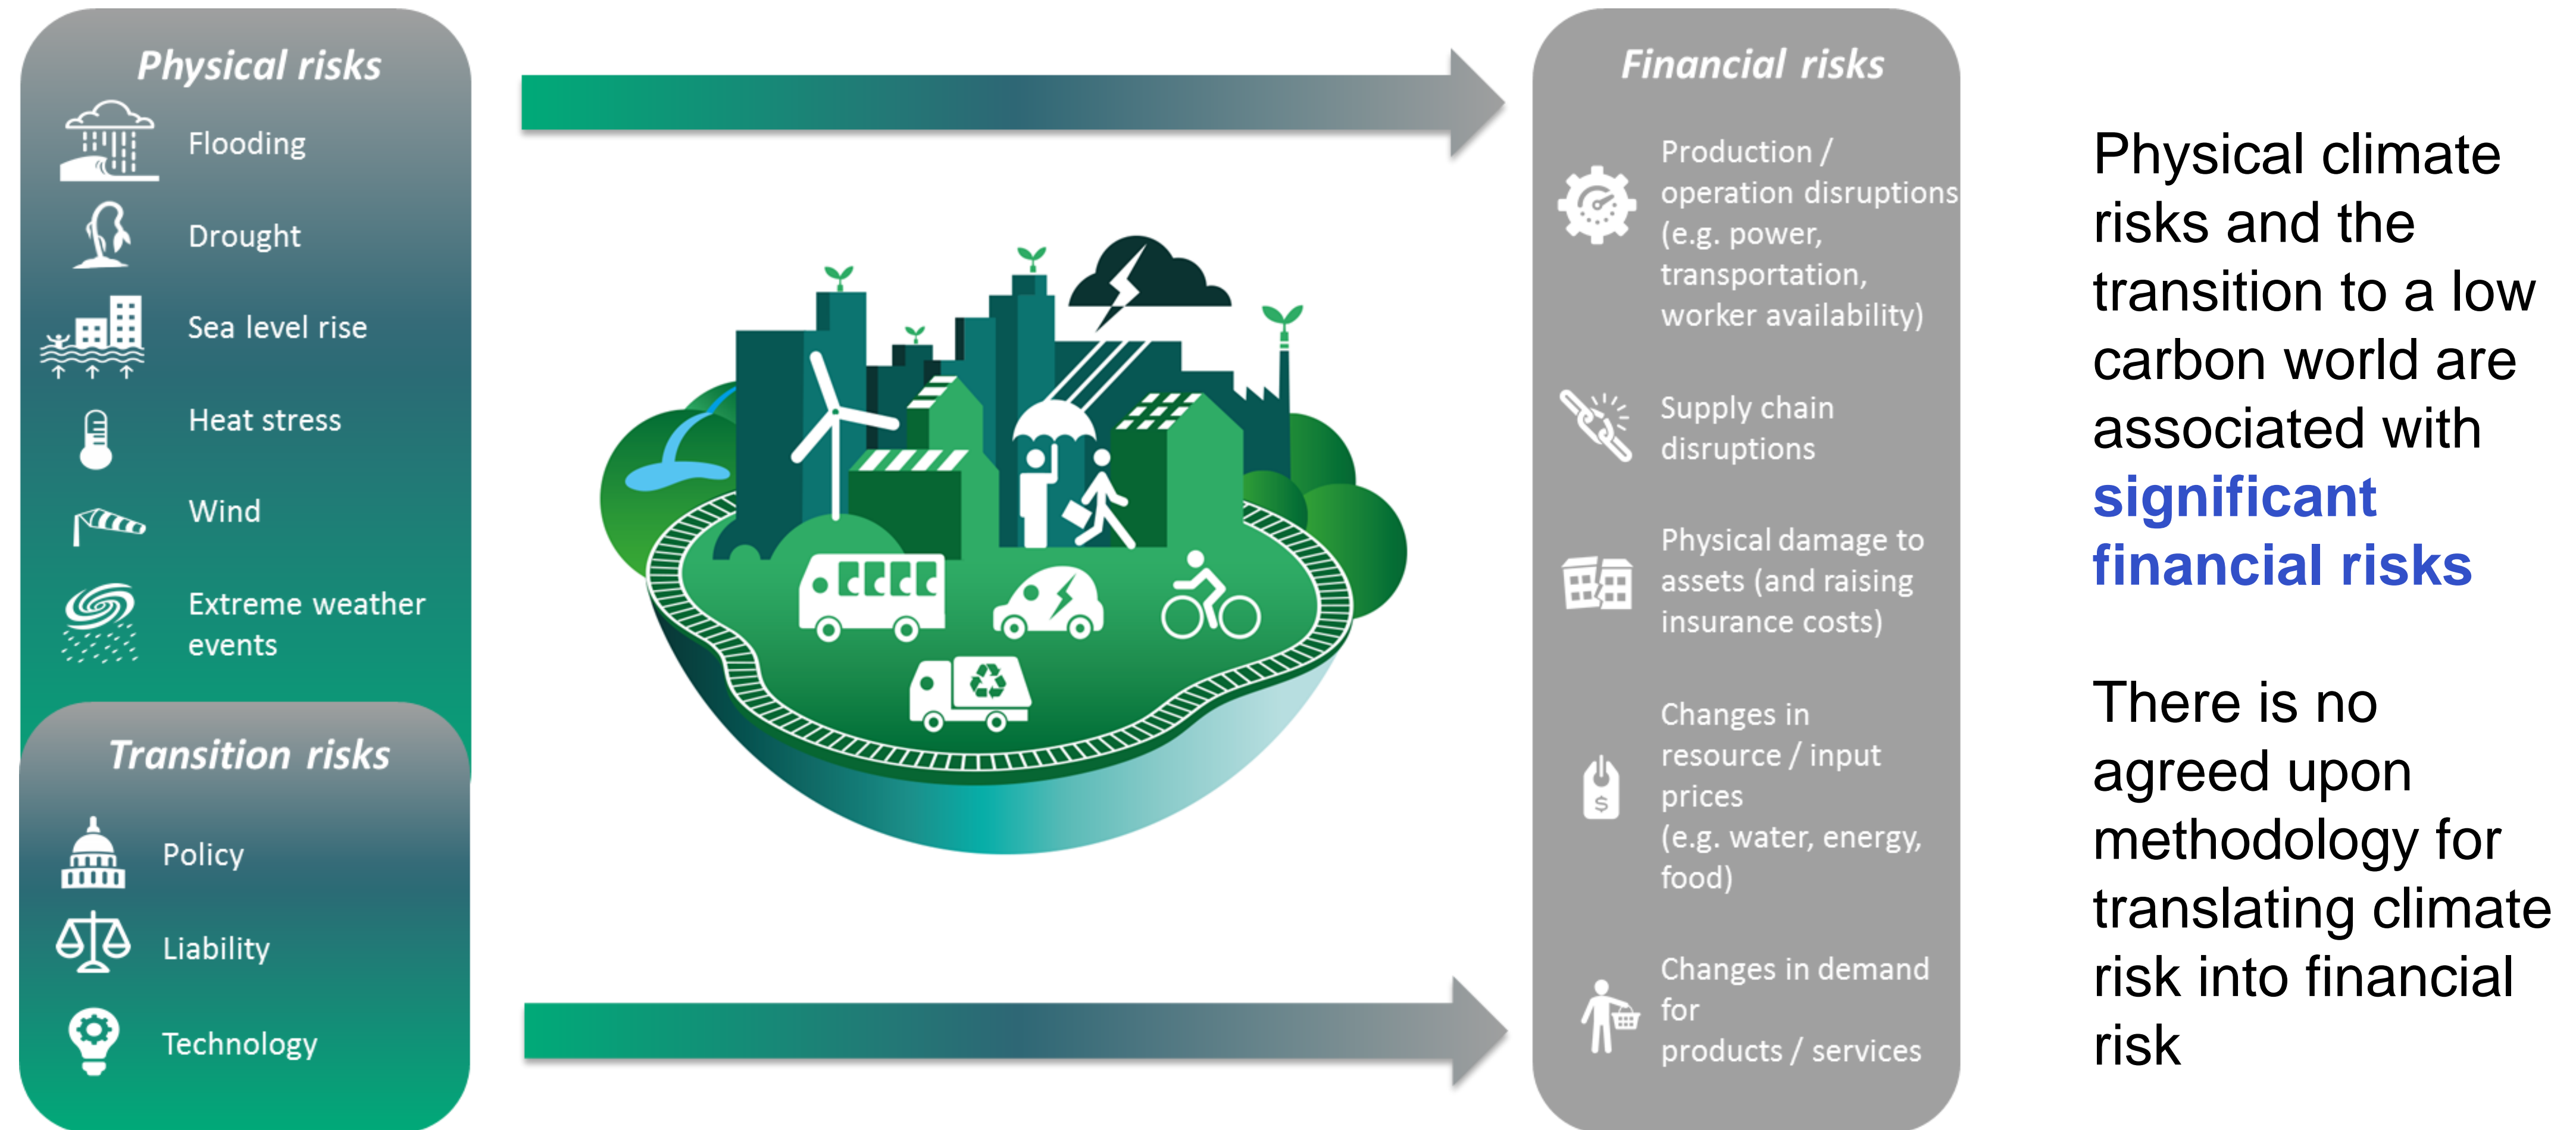 Physical risks
Flooding
Drought
Sea level rise
Heat stress
Wind
Extreme weather
events
Transition risks
Policy
Liability
Technology
Financial risks
Production /
operation disruptions
(e.g. power,
transportation,
worker availability)
Supply chain
disruptions
Physical damage to
assets (and raising
insurance costs)
Changes in
resource / input
prices
(e.g. water, energy,
food)
$
Changes in demand
for
products / services
Physical climate
risks and the
transition to a low
carbon world are
associated with
significant
financial risks
There is no
agreed upon
methodology for
translating climate
risk into financial
risk